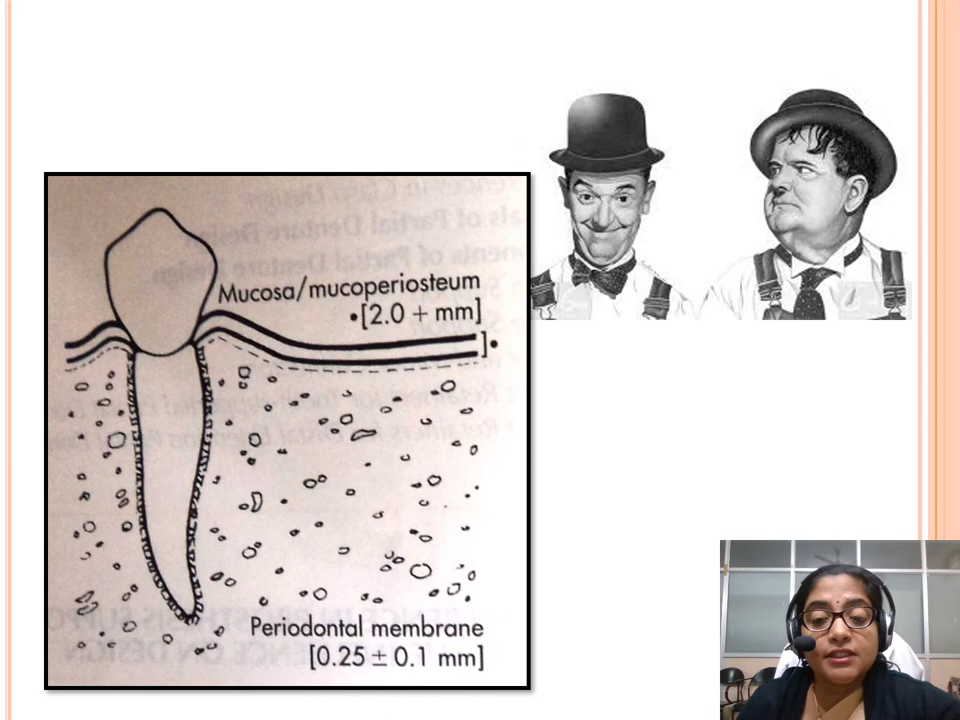 Mucosa/mucoperiosteum
•[2.0 + mm]
]•
Periodontal membrane
[0.25 ± 0.1 mm]